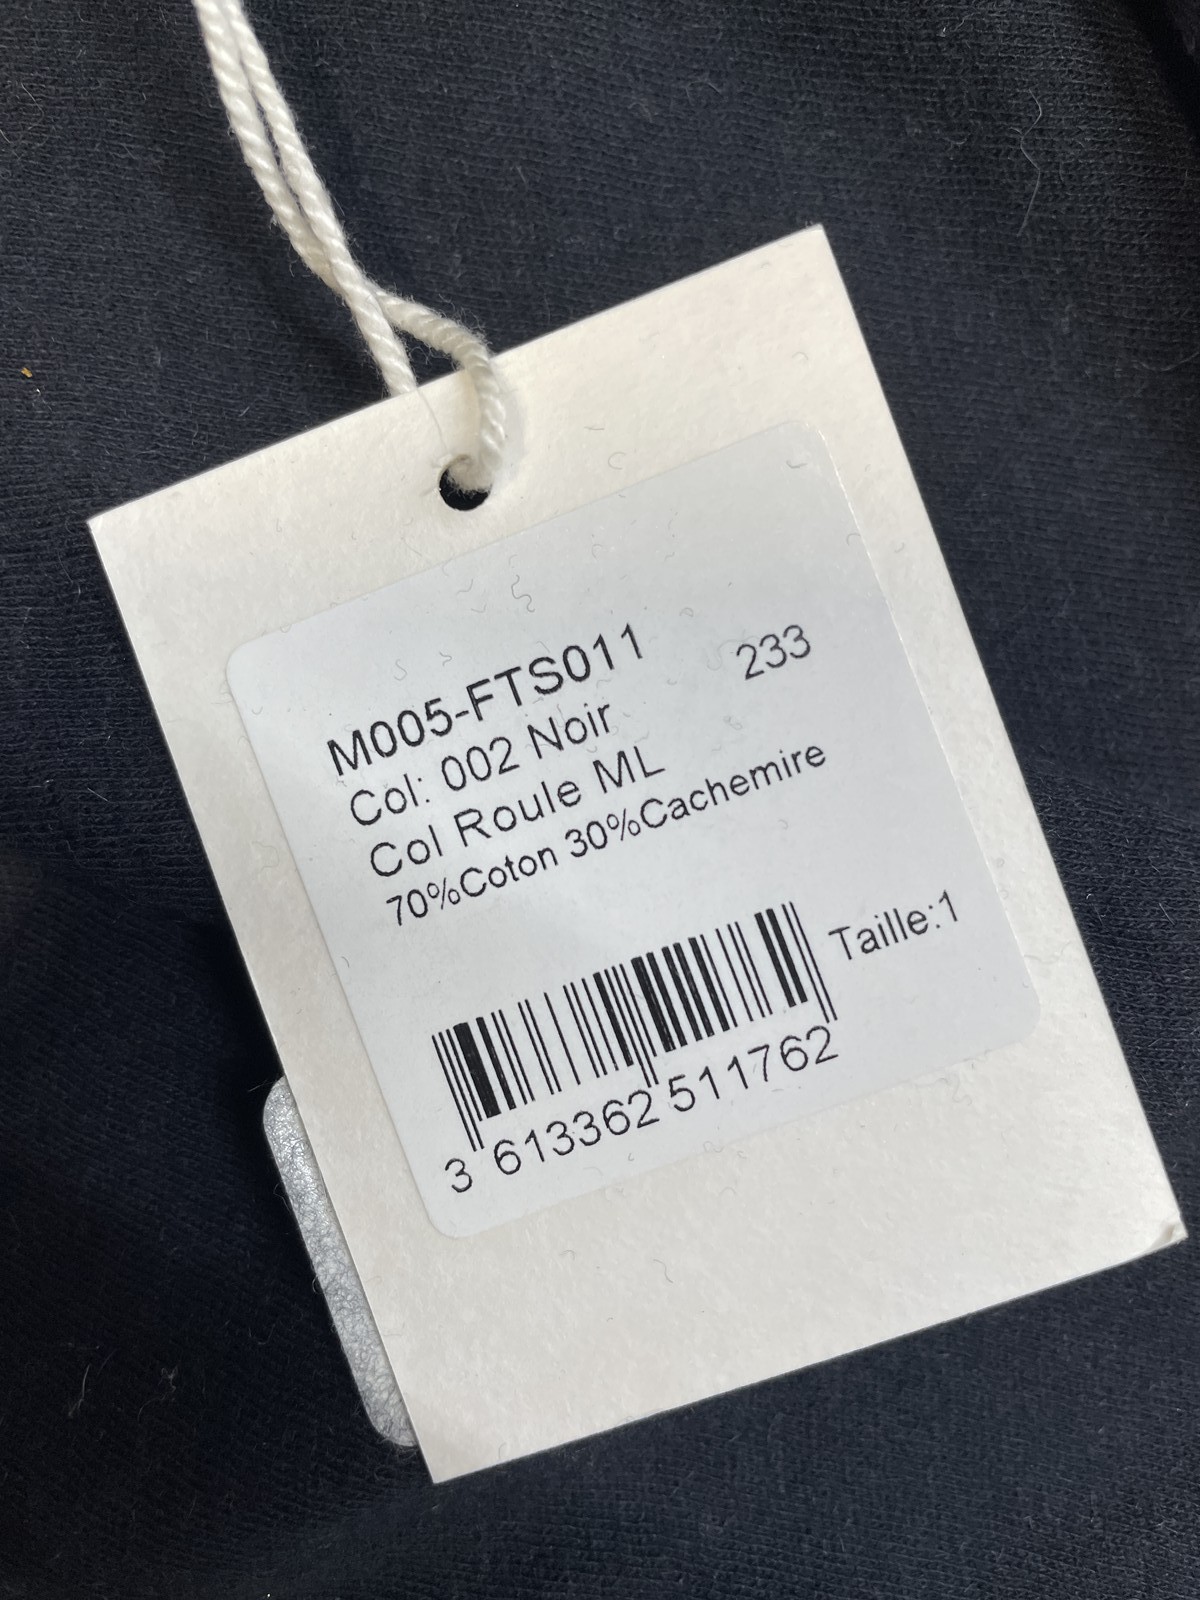 M005-FTS011
233
Col: 002 Noir
Col Roule ML
70%Coton 30%Cachemire
Taille:1
3 613362 511762